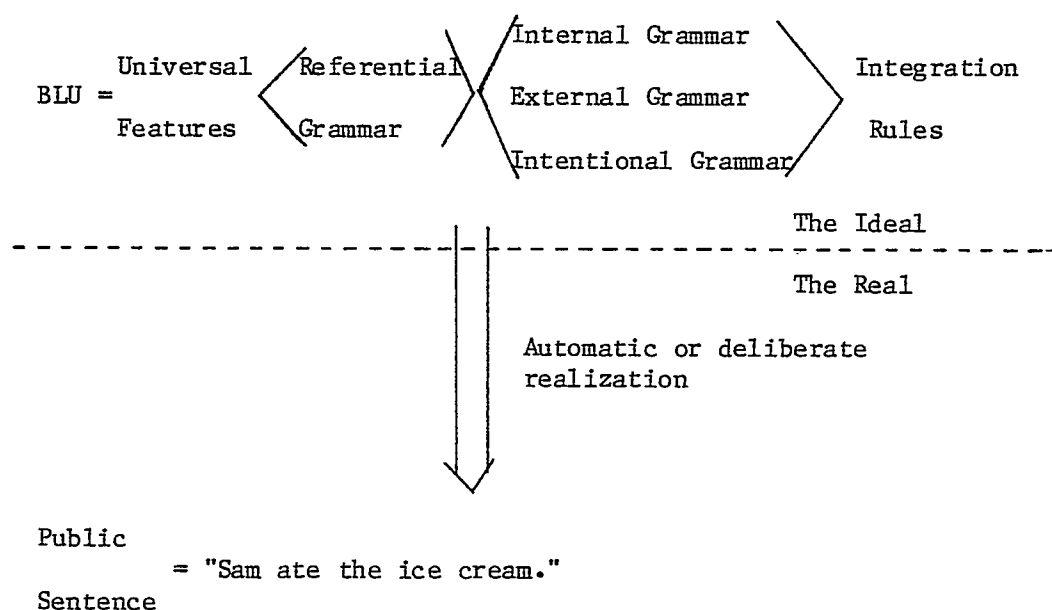 BLU =
Universal
Features
Referential
Grammar
Internal Grammar
External Grammar
Intentional Grammar
Integration
Rules
The Ideal
The Real
Automatic or deliberate
realization
Public
= "Sam ate the ice cream."
Sentence